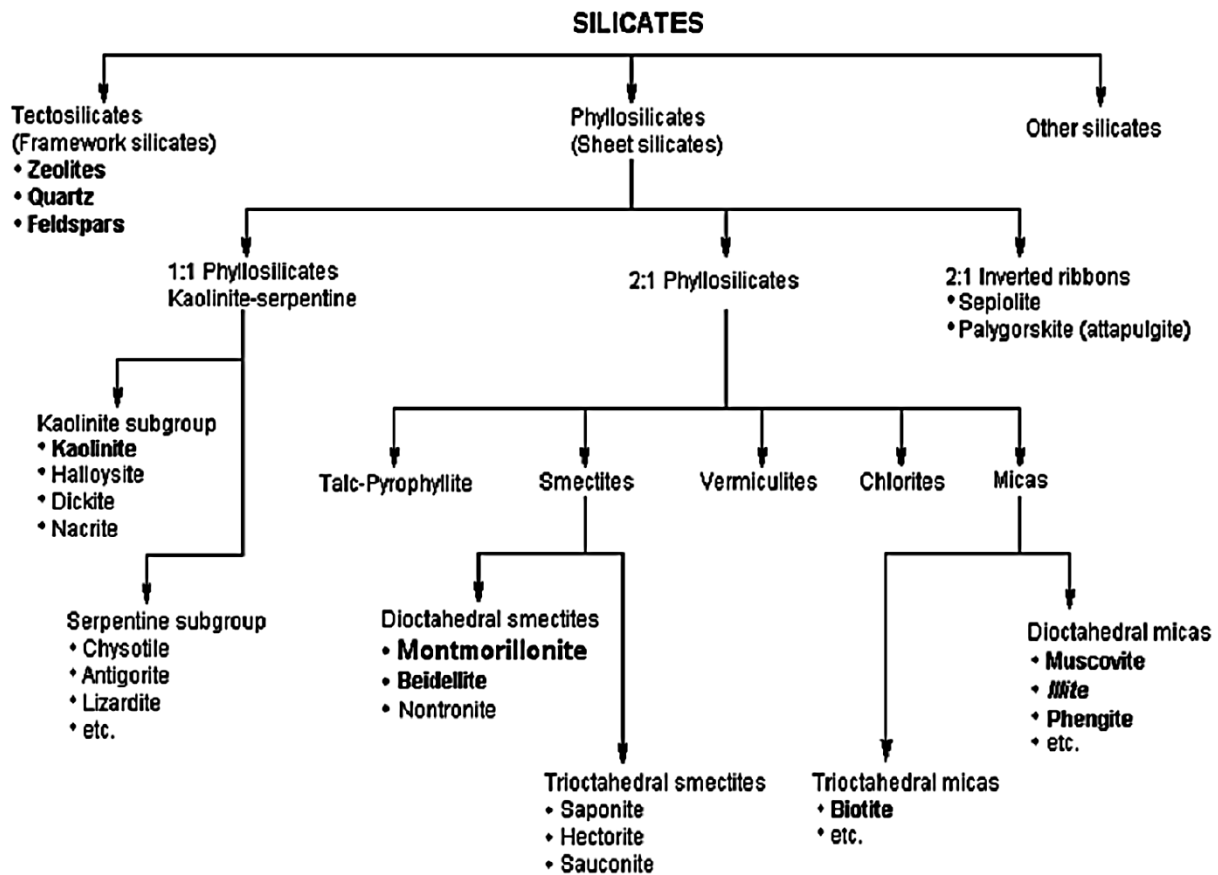 SILICATES
Tectosilicates
(Framework silicates)
• Zeolites
• Quartz
• Feldspars
Phyllosilicates
(Sheet silicates)
Other silicates
1:1 Phyllosilicates
Kaolinite-serpentine
2:1 Phyllosilicates
2:1 Inverted ribbons
• Sepiolite
• Palygorskite (attapulgite)
Kaolinite subgroup
• Kaolinite
• Halloysite
• Dickite
• Nacrite
Talc-Pyrophyllite
Smectites
Vermiculites
Chlorites
Micas
Serpentine subgroup
• Chysotile
• Antigorite
• Lizardite
• etc.
Dioctahedral smectites
• Montmorillonite
• Beidellite
• Nontronite
Dioctahedral micas
• Muscovite
• Illite
• Phengite
• etc.
Trioctahedral smectites
• Saponite
• Hectorite
• Sauconite
Trioctahedral micas
• Biotite
• etc.